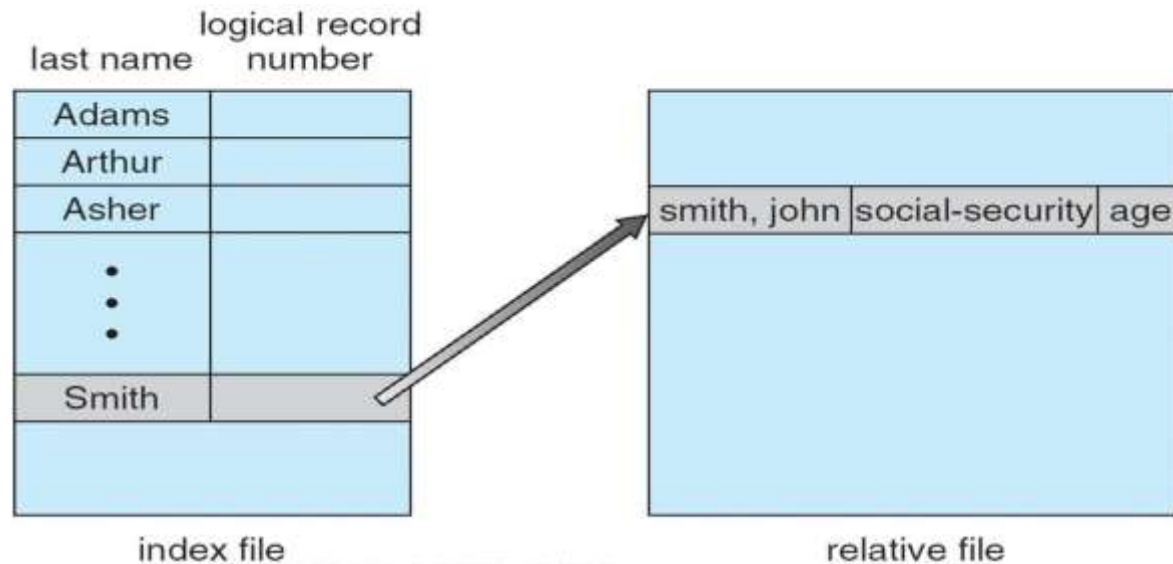 logical record
last name number
Adams
Arthur
Asher
Smith
smith, john social-security age
index file
relative file